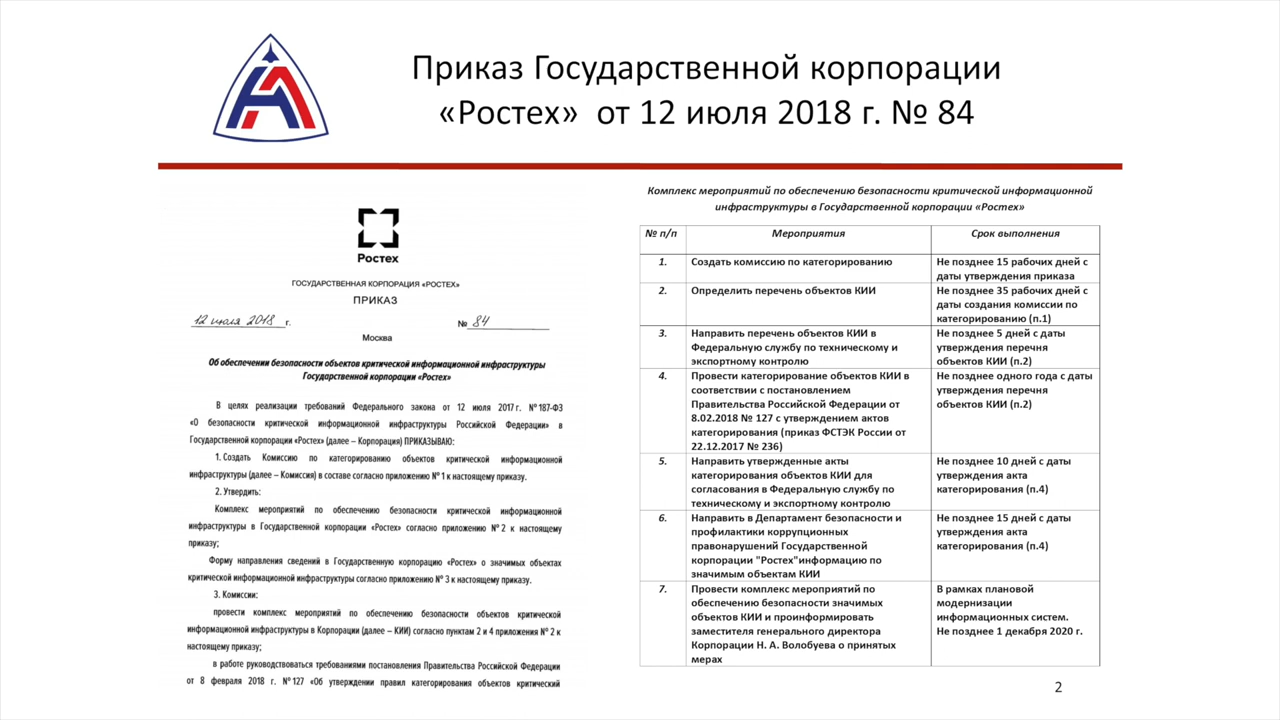 Приказ Государственной корпорации
«Ростех» от 12 июля 2018 г. № 84
Ростех
ГОСУДАРСТВЕННАЯ КОРПОРАЦИЯ «РОСТЕХ»
ПРИКАЗ
12 июля 2018 г.
№ 84
Москва
Об обеспечении безопасности объектов критической информационной инфраструктуры
Государственной корпорации «Ростех»
В целях реализации требований Федерального закона от 12 июля 2017 г. № 187-ФЗ
«О безопасности критической информационной инфраструктуры Российской Федерации» в
Государственной корпорации «Ростех» (далее – Корпорация) ПРИКАЗЫВАЮ:
1. Создать Комиссию по категорированию объектов критической информационной
инфраструктуры (далее – Комиссия) в составе согласно приложению № 1 к настоящему приказу.
2. Утвердить:
Комплекс мероприятий по обеспечению безопасности критической информационной
инфраструктуры в Государственной корпорации «Ростех» согласно приложению № 2 к настоящему
приказу;
Форму направления сведений в Государственную корпорацию «Ростех» о значимых объектах
критической информационной инфраструктуры согласно приложению № 3 к настоящему приказу.
3. Комиссии:
провести комплекс мероприятий по обеспечению безопасности объектов критической
информационной инфраструктуры в Корпорации (далее – КИИ) согласно пунктам 2 и 4 приложения № 2 к
настоящему приказу;
в работе руководствоваться требованиями постановления Правительства Российской Федерации
от 8 февраля 2018 г. № 127 «Об утверждении правил категорирования объектов критической
Комплекс мероприятий по обеспечению безопасности критической информационной
инфраструктуры в Государственной корпорации «Ростех»
№ п/п Мероприятия Срок выполнения
1. Создать комиссию по категорированию Не позднее 15 рабочих дней с
даты утверждения приказа
2. Определить перечень объектов КИИ Не позднее 35 рабочих дней с
даты создания комиссии по
категорированию (п.1)
3. Направить перечень объектов КИИ в Не позднее 5 дней с даты
Федеральную службу по техническому и утверждения перечня
экспортному контролю объектов КИИ (п.2)
4. Провести категорирование объектов КИИ в Не позднее одного года с даты
соответствии с постановлением утверждения перечня
Правительства Российской Федерации от объектов КИИ (п.2)
8.02.2018 № 127 с утверждением актов
категорирования (приказ ФСТЭК России от
22.12.2017 № 236)
5. Направить утвержденные акты Не позднее 10 дней с даты
категорирования объектов КИИ для утверждения акта
согласования в Федеральную службу по категорирования (п.4)
техническому и экспортному контролю
6. Направить в Департамент безопасности и Не позднее 15 дней с даты
профилактики коррупционных утверждения акта
правонарушений Государственной категорирования (п.4)
корпорации "Ростех"информацию по
значимым объектам КИИ
7. Провести комплекс мероприятий по В рамках плановой
обеспечению безопасности значимых модернизации
объектов КИИ и проинформировать информационных систем.
заместителя генерального директора Не позднее 1 декабря 2020 г.
Корпорации Н. А. Волобуева о принятых
мерах
2